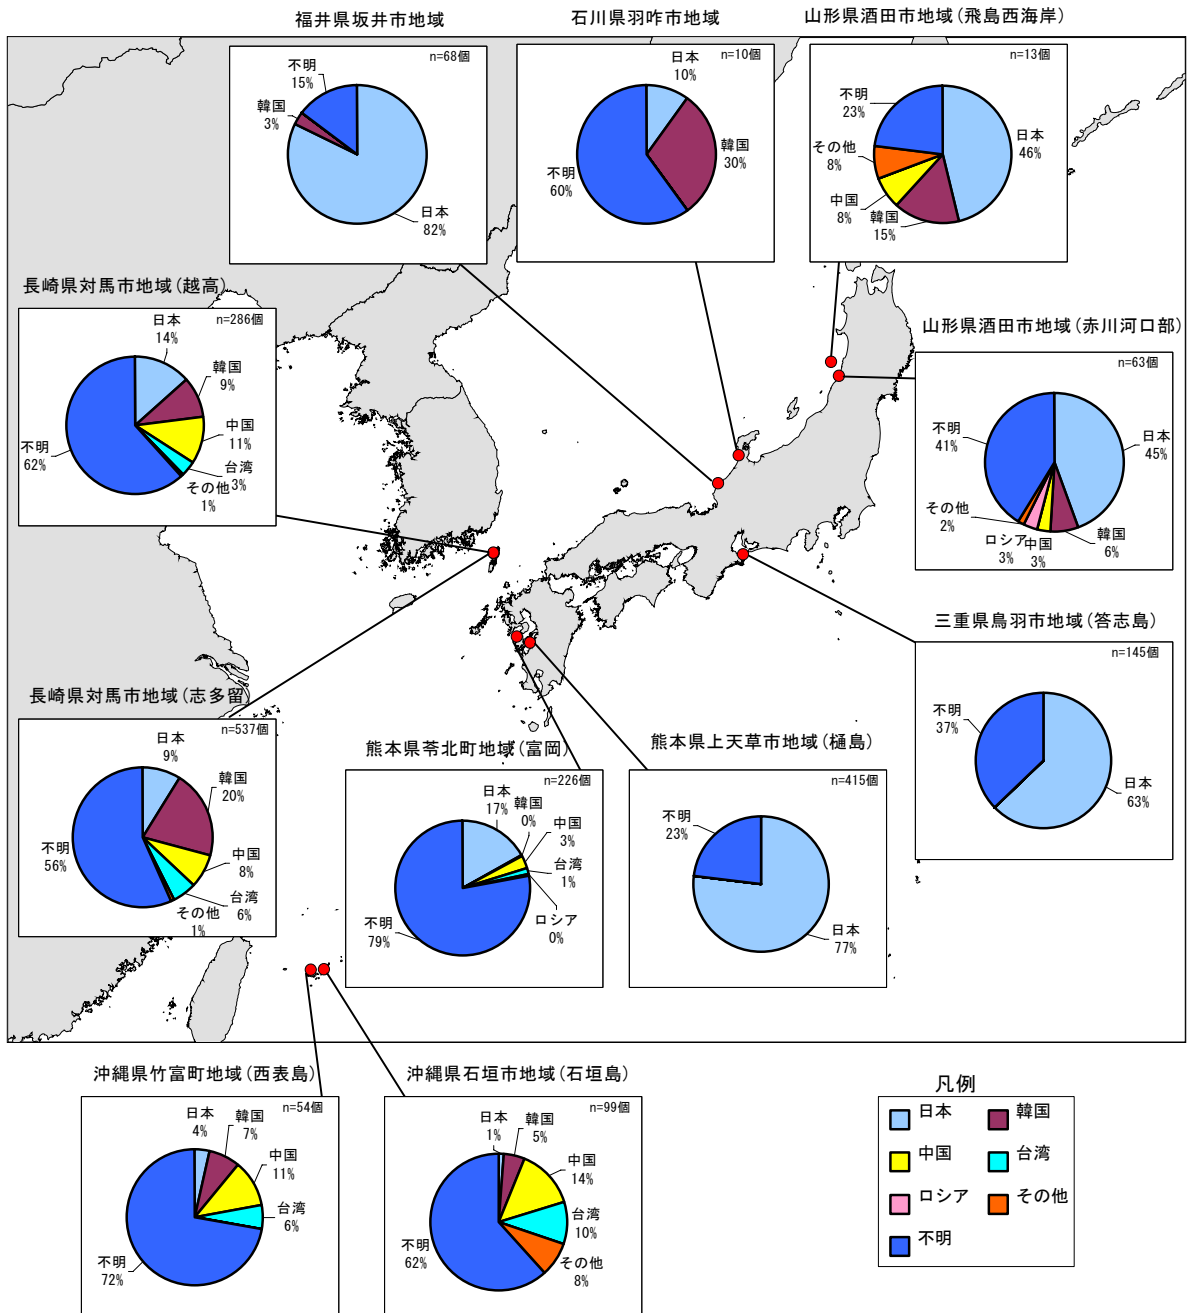 福井県坂井市地域
n=68個
不明
15%
韓国
3%
日本
82%
石川県羽咋市地域
n=10個
日本
10%
韓国
30%
不明
60%
山形県酒田市地域(飛島西海岸)
n=13個
不明
23%
その他
8%
中国
8%
韓国
15%
日本
46%
長崎県対馬市地域(越高)
n=286個
日本
14%
韓国
9%
中国
11%
台湾
3%
その他
1%
不明
62%
山形県酒田市地域(赤川河口部)
n=63個
不明
41%
日本
45%
その他
2%
ロシア
3%
中国
3%
韓国
6%
三重県鳥羽市地域(答志島)
n=145個
不明
37%
日本
63%
長崎県対馬市地域(志多留)
n=537個
日本
9%
韓国
20%
中国
8%
台湾
6%
その他
1%
不明
56%
熊本県苓北町地域(富岡)
n=226個
日本
17%
韓国
0%
中国
3%
台湾
1%
ロシア
0%
不明
79%
熊本県上天草市地域(樋島)
n=415個
不明
23%
日本
77%
沖縄県竹富町地域(西表島)
n=54個
日本
4%
韓国
7%
中国
11%
台湾
6%
不明
72%
沖縄県石垣市地域(石垣島)
n=99個
日本
1%
韓国
5%
中国
14%
台湾
10%
その他
8%
不明
62%
凡例
日本
韓国
中国
台湾
ロシア
その他
不明